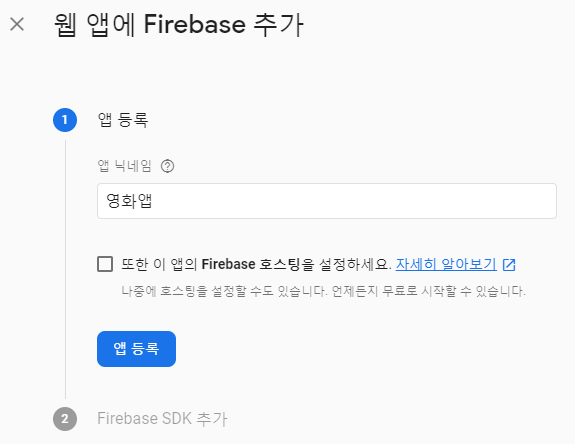 웹 앱에 Firebase 추가
1 앱 등록
앱 닉네임
영화앱
또한 이 앱의 Firebase 호스팅을 설정하세요. 자세히 알아보기
나중에 호스팅을 설정할 수도 있습니다. 언제든지 무료로 시작할 수 있습니다.
앱 등록
2 Firebase SDK 추가